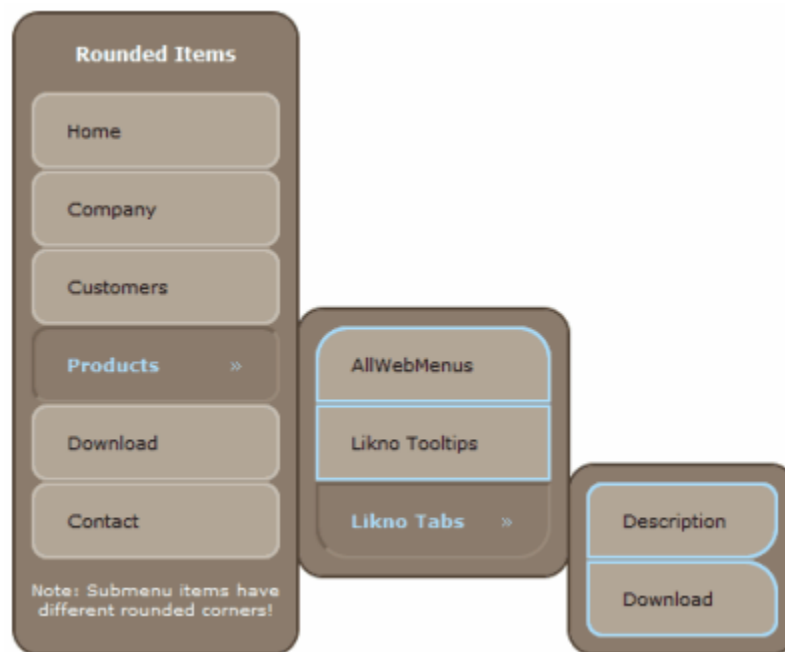 Rounded Items
Home
Company
Customers
Products »
Download
Contact
Note: Submenu items have
different rounded corners!
AllWebMenus
Likno Tooltips
Likno Tabs »
Description
Download